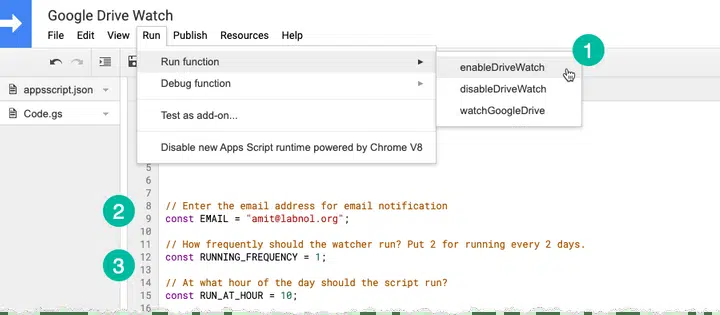 Google Drive Watch
File Edit View Run Publish Resources Help
Run function
enableDriveWatch
1
Debug function
disableDriveWatch
Test as add-on...
watchGoogleDrive
Disable new Apps Script runtime powered by Chrome V8
appsscript.json
Code.gs
5
6
7
8 // Enter the email address for email notification
2
9 const EMAIL = "amit@labnol.org";
10
11 // How frequently should the watcher run? Put 2 for running every 2 days.
3
12 const RUNNING_FREQUENCY = 1;
13
14 // At what hour of the day should the script run?
15 const RUN_AT_HOUR = 10;
16